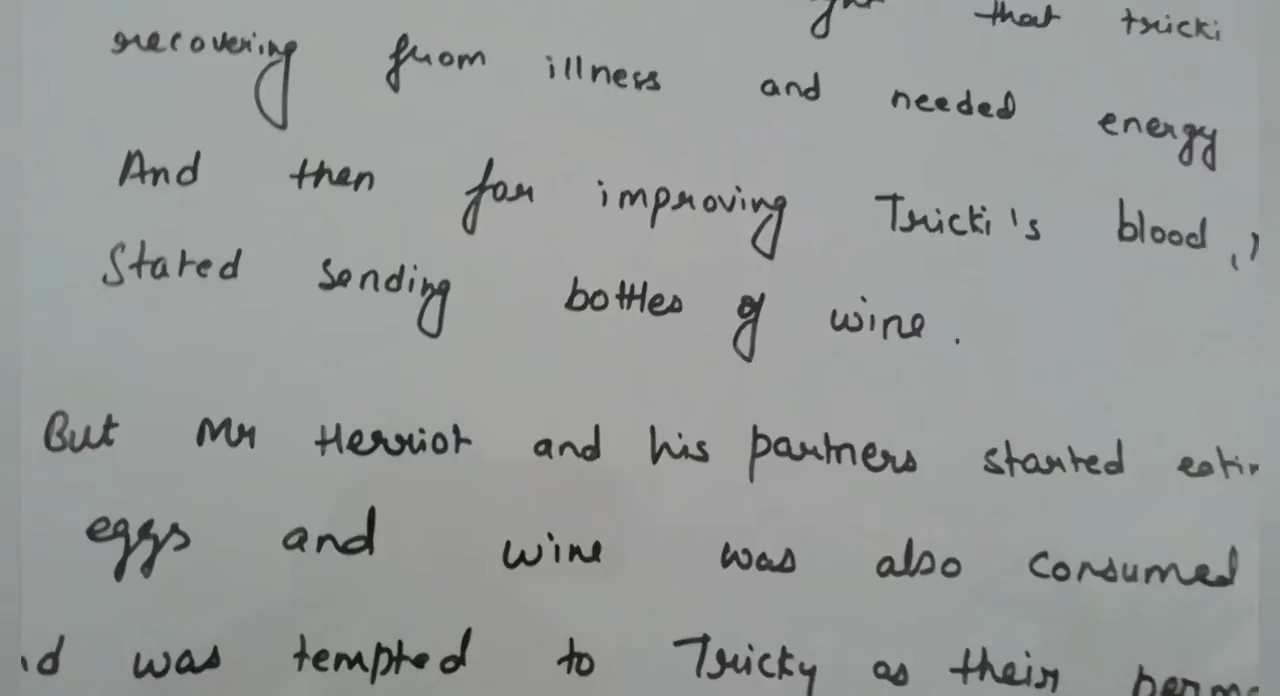 that tricki
recovering from illness and needed energy
And then for improving Tricki's blood,
Stated sending bottles of wine.
But Mr Herriot and his partners started
eggs and wine was also consumed
was tempted to Tricky as their